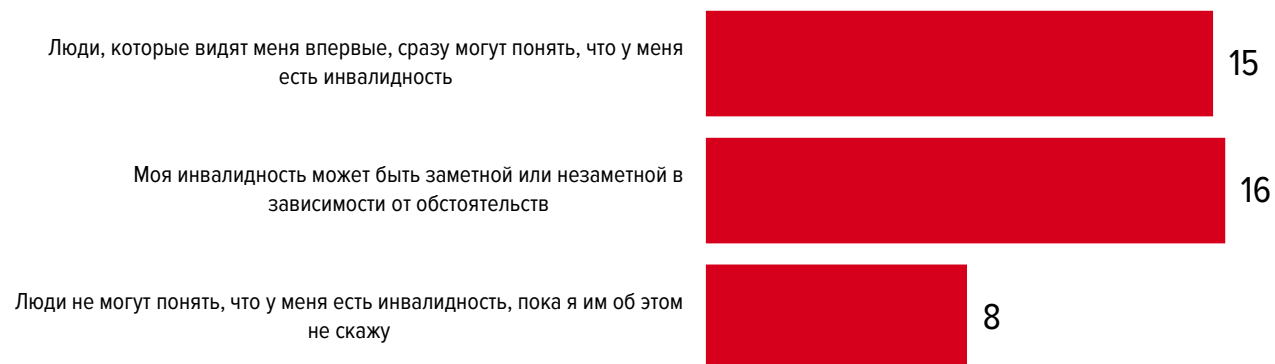 Люди, которые видят меня впервые, сразу могут понять, что у меня
есть инвалидность
15
Моя инвалидность может быть заметной или незаметной в
зависимости от обстоятельств
16
Люди не могут понять, что у меня есть инвалидность, пока я им об этом
не скажу
8